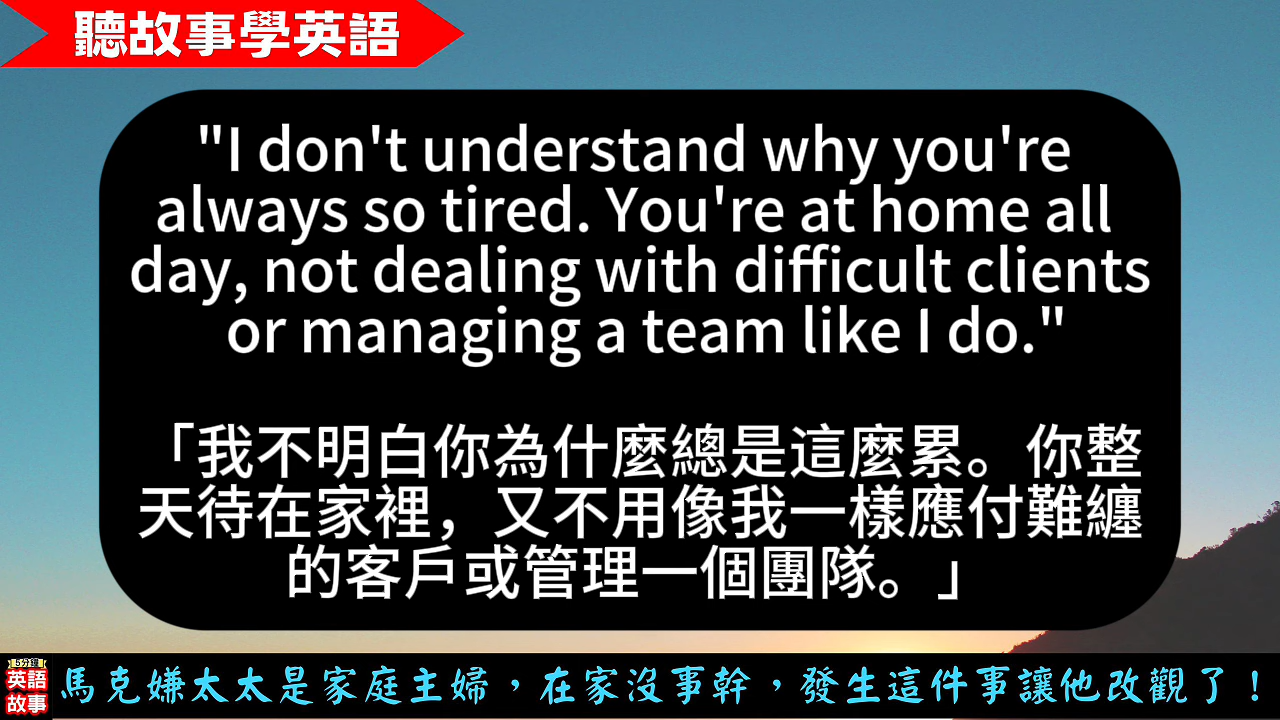 聽故事學英語
"I don't understand why you're
always so tired. You're at home all
day, not dealing with difficult clients
or managing a team like I do."
「我不明白你為什麼總是這麼累。你整
天待在家裡，又不用像我一樣應付難纏
的客戶或管理一個團隊。」
5分鐘
英語
故事
馬克嫌太太是家庭主婦，在家沒事幹，發生這件事讓他改觀了！